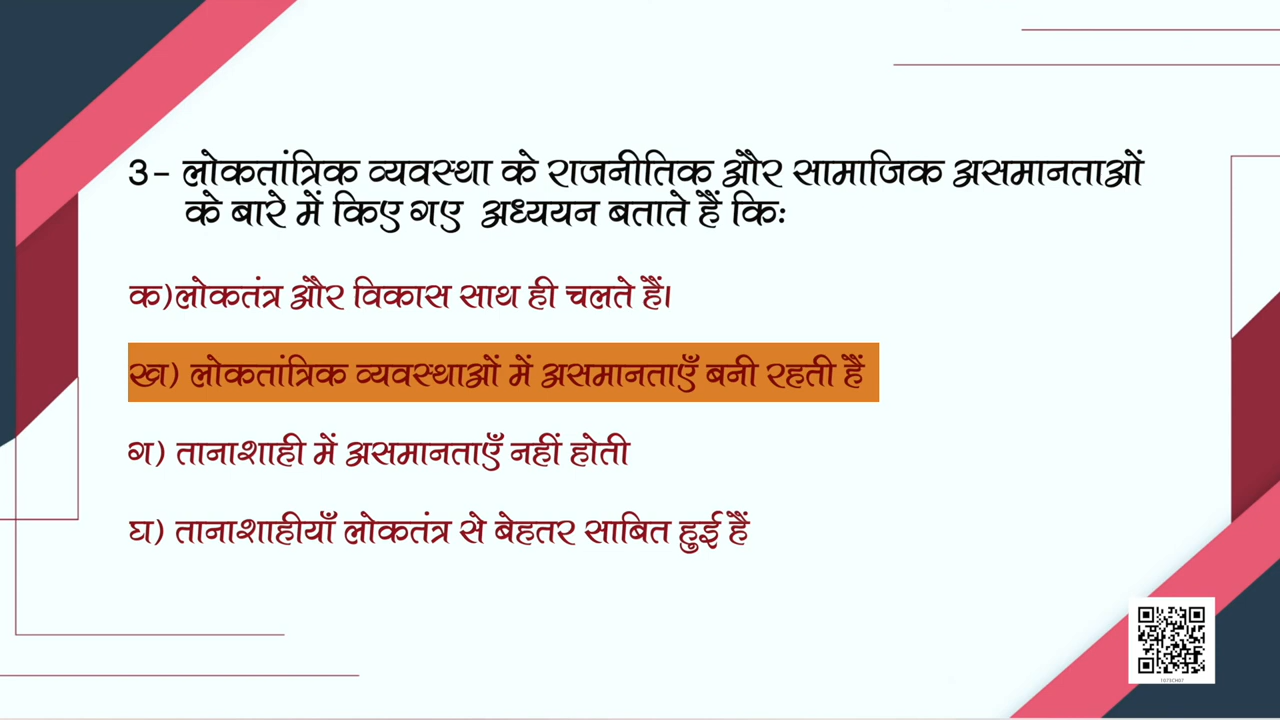 3- लोकतांत्रिक व्यवस्था के राजनीतिक और सामाजिक असमानताओं
के बारे में किए गए अध्ययन बताते हैं कि:
क)लोकतंत्र और विकास साथ ही चलते हैं।
ख) लोकतांत्रिक व्यवस्थाओं में असमानताएँ बनी रहती हैं
ग) तानाशाही में असमानताएँ नहीं होती
घ) तानाशाहीयाँ लोकतंत्र से बेहतर साबित हुई हैं
1073CH07